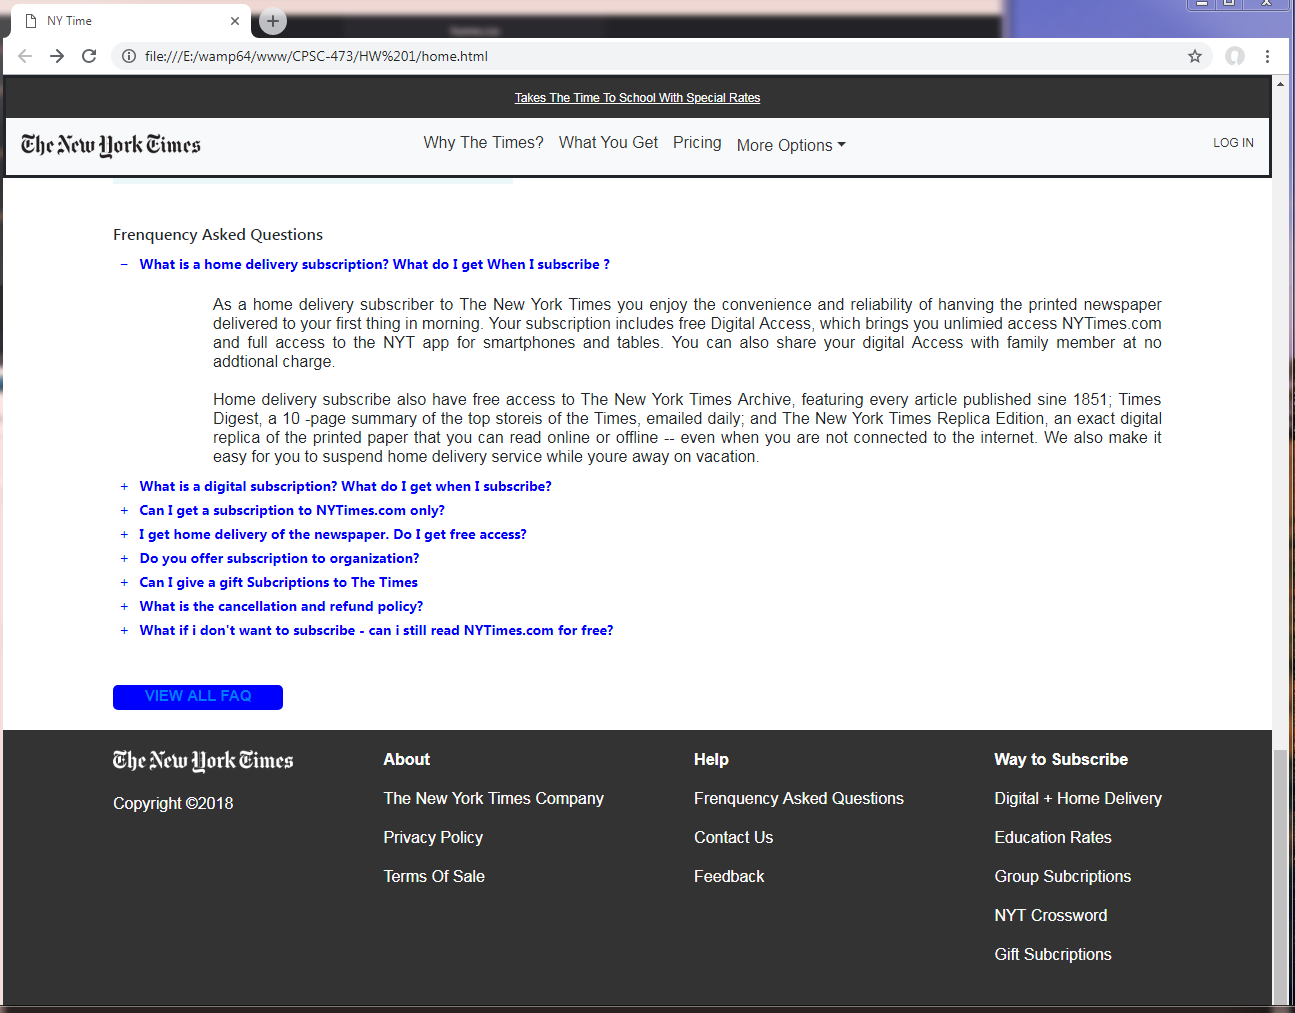 NY Time
file:///E:/wamp64/www/CPSC-473/HW%201/home.html
Takes The Time To School With Special Rates
The New York Times
Why The Times? What You Get Pricing More Options
LOG IN
Frenquency Asked Questions
− What is a home delivery subscription? What do I get When I subscribe ?
As a home delivery subscriber to The New York Times you enjoy the convenience and reliability of hanving the printed newspaper
delivered to your first thing in morning. Your subscription includes free Digital Access, which brings you unlimied access NYTimes.com
and full access to the NYT app for smartphones and tables. You can also share your digital Access with family member at no
addtional charge.
Home delivery subscribe also have free access to The New York Times Archive, featuring every article published sine 1851; Times
Digest, a 10 -page summary of the top storeis of the Times, emailed daily; and The New York Times Replica Edition, an exact digital
replica of the printed paper that you can read online or offline -- even when you are not connected to the internet. We also make it
easy for you to suspend home delivery service while youre away on vacation.
+ What is a digital subscription? What do I get when I subscribe?
+ Can I get a subscription to NYTimes.com only?
+ I get home delivery of the newspaper. Do I get free access?
+ Do you offer subscription to organization?
+ Can I give a gift Subcriptions to The Times
+ What is the cancellation and refund policy?
+ What if i don't want to subscribe - can i still read NYTimes.com for free?
VIEW ALL FAQ
The New York Times
Copyright ©2018
About
The New York Times Company
Privacy Policy
Terms Of Sale
Help
Frenquency Asked Questions
Contact Us
Feedback
Way to Subscribe
Digital + Home Delivery
Education Rates
Group Subcriptions
NYT Crossword
Gift Subcriptions